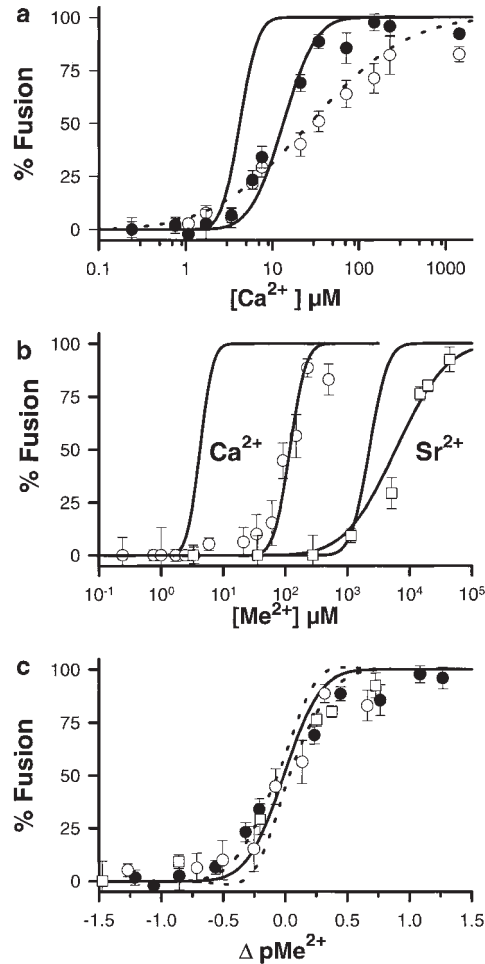 a
100
75
50
25
0
% Fusion
0.1 1 10 100 1000
[Ca²⁺ ] µM
b
100
75
50
25
0
% Fusion
Ca²⁺
Sr²⁺
10⁻¹ 10⁰ 10¹ 10² 10³ 10⁴ 10⁵
[Me²⁺] µM
c
100
75
50
25
0
% Fusion
-1.5 -1.0 -0.5 0.0 0.5 1.0 1.5
Δ pMe²⁺